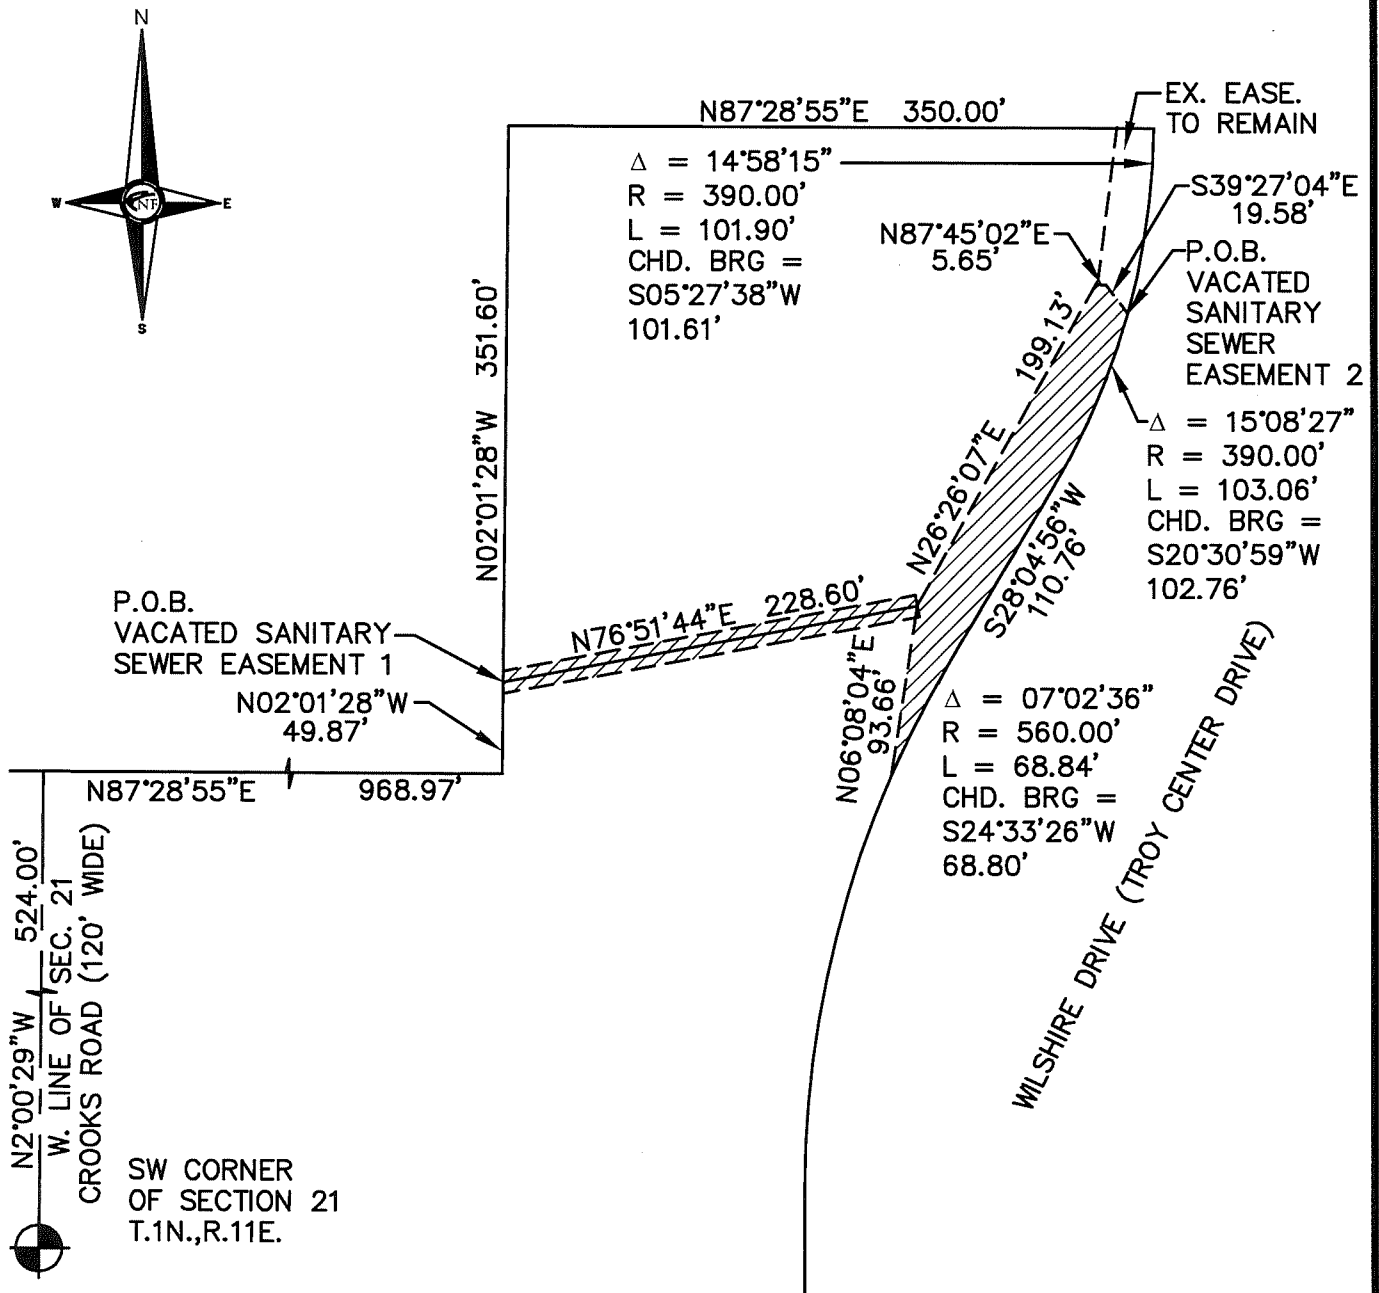 N
W
E
S
NT
N87°28'55"E 350.00'
EX. EASE.
TO REMAIN
Δ = 14°58'15"
R = 390.00'
L = 101.90'
CHD. BRG =
S05°27'38"W
101.61'
N87°45'02"E
5.65'
S39°27'04"E
19.58'
P.O.B.
VACATED
SANITARY
SEWER
EASEMENT 2
N02°01'28"W 351.60'
199.13'
N26°26'07"E
S28°04'56"W
110.76'
Δ = 15°08'27"
R = 390.00'
L = 103.06'
CHD. BRG =
S20°30'59"W
102.76'
P.O.B.
VACATED SANITARY
SEWER EASEMENT 1
N76°51'44"E 228.60'
N02°01'28"W
49.87'
N06°08'04"E
93.66'
Δ = 07°02'36"
R = 560.00'
L = 68.84'
CHD. BRG =
S24°33'26"W
68.80'
N87°28'55"E 968.97'
WILSHIRE DRIVE (TROY CENTER DRIVE)
N2°00'29"W 524.00'
W. LINE OF SEC. 21
CROOKS ROAD (120' WIDE)
SW CORNER
OF SECTION 21
T.1N.,R.11E.